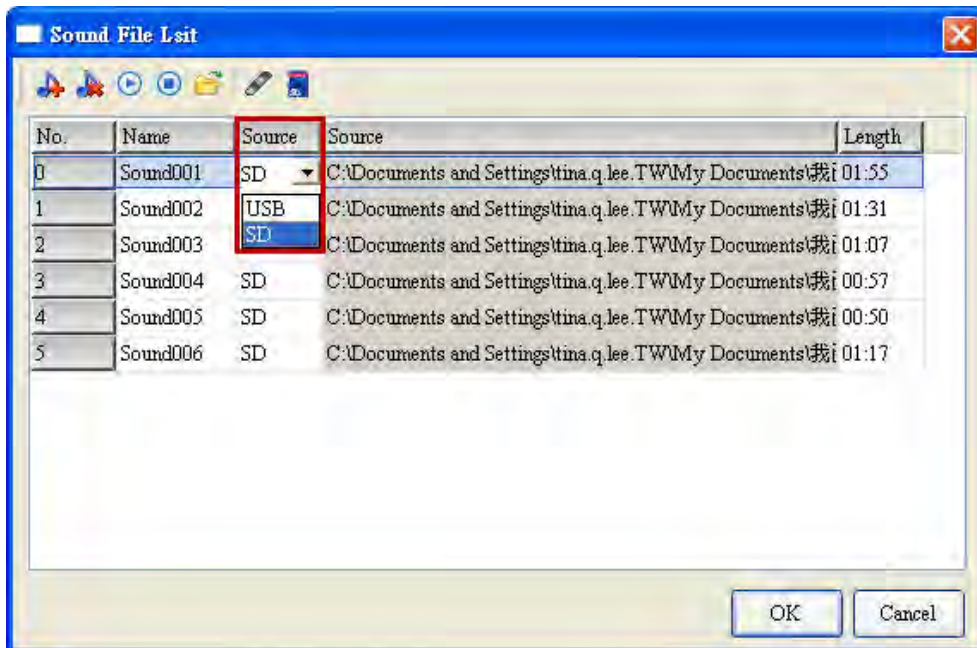 Sound File Lsit
No. Name Source Source Length
0 Sound001 SD C:\Documents and Settings\tina.q.lee.TW\My Documents\我 01:55
1 Sound002 USB C:\Documents and Settings\tina.q.lee.TW\My Documents\我 01:31
2 Sound003 SD C:\Documents and Settings\tina.q.lee.TW\My Documents\我 01:07
3 Sound004 SD C:\Documents and Settings\tina.q.lee.TW\My Documents\我 00:57
4 Sound005 SD C:\Documents and Settings\tina.q.lee.TW\My Documents\我 00:50
5 Sound006 SD C:\Documents and Settings\tina.q.lee.TW\My Documents\我 01:17
OK Cancel